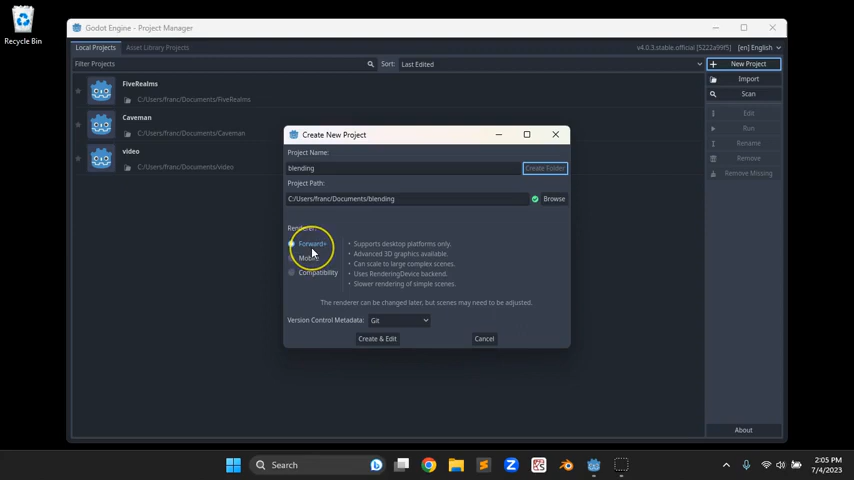 Recycle Bin
Godot Engine - Project Manager
Local Projects
Asset Library Projects
v4.0.3.stable.official [5222a99f5]
[en] English
Filter Projects
Sort:
Last Edited
New Project
Import
Scan
Edit
Run
Rename
Remove
Remove Missing
About
FiveRealms
C:/Users/franc/Documents/FiveRealms
Caveman
C:/Users/franc/Documents/Caveman
video
C:/Users/franc/Documents/video
Create New Project
Project Name:
blending
Create Folder
Project Path:
C:/Users/franc/Documents/blending
Browse
Renderer:
Forward+
Mobile
Compatibility
• Supports desktop platforms only.
• Advanced 3D graphics available.
• Can scale to large complex scenes.
• Uses RenderingDevice backend.
• Slower rendering of simple scenes.
The renderer can be changed later, but scenes may need to be adjusted.
Version Control Metadata:
Git
Create & Edit
Cancel
Search
2:05 PM
7/4/2023